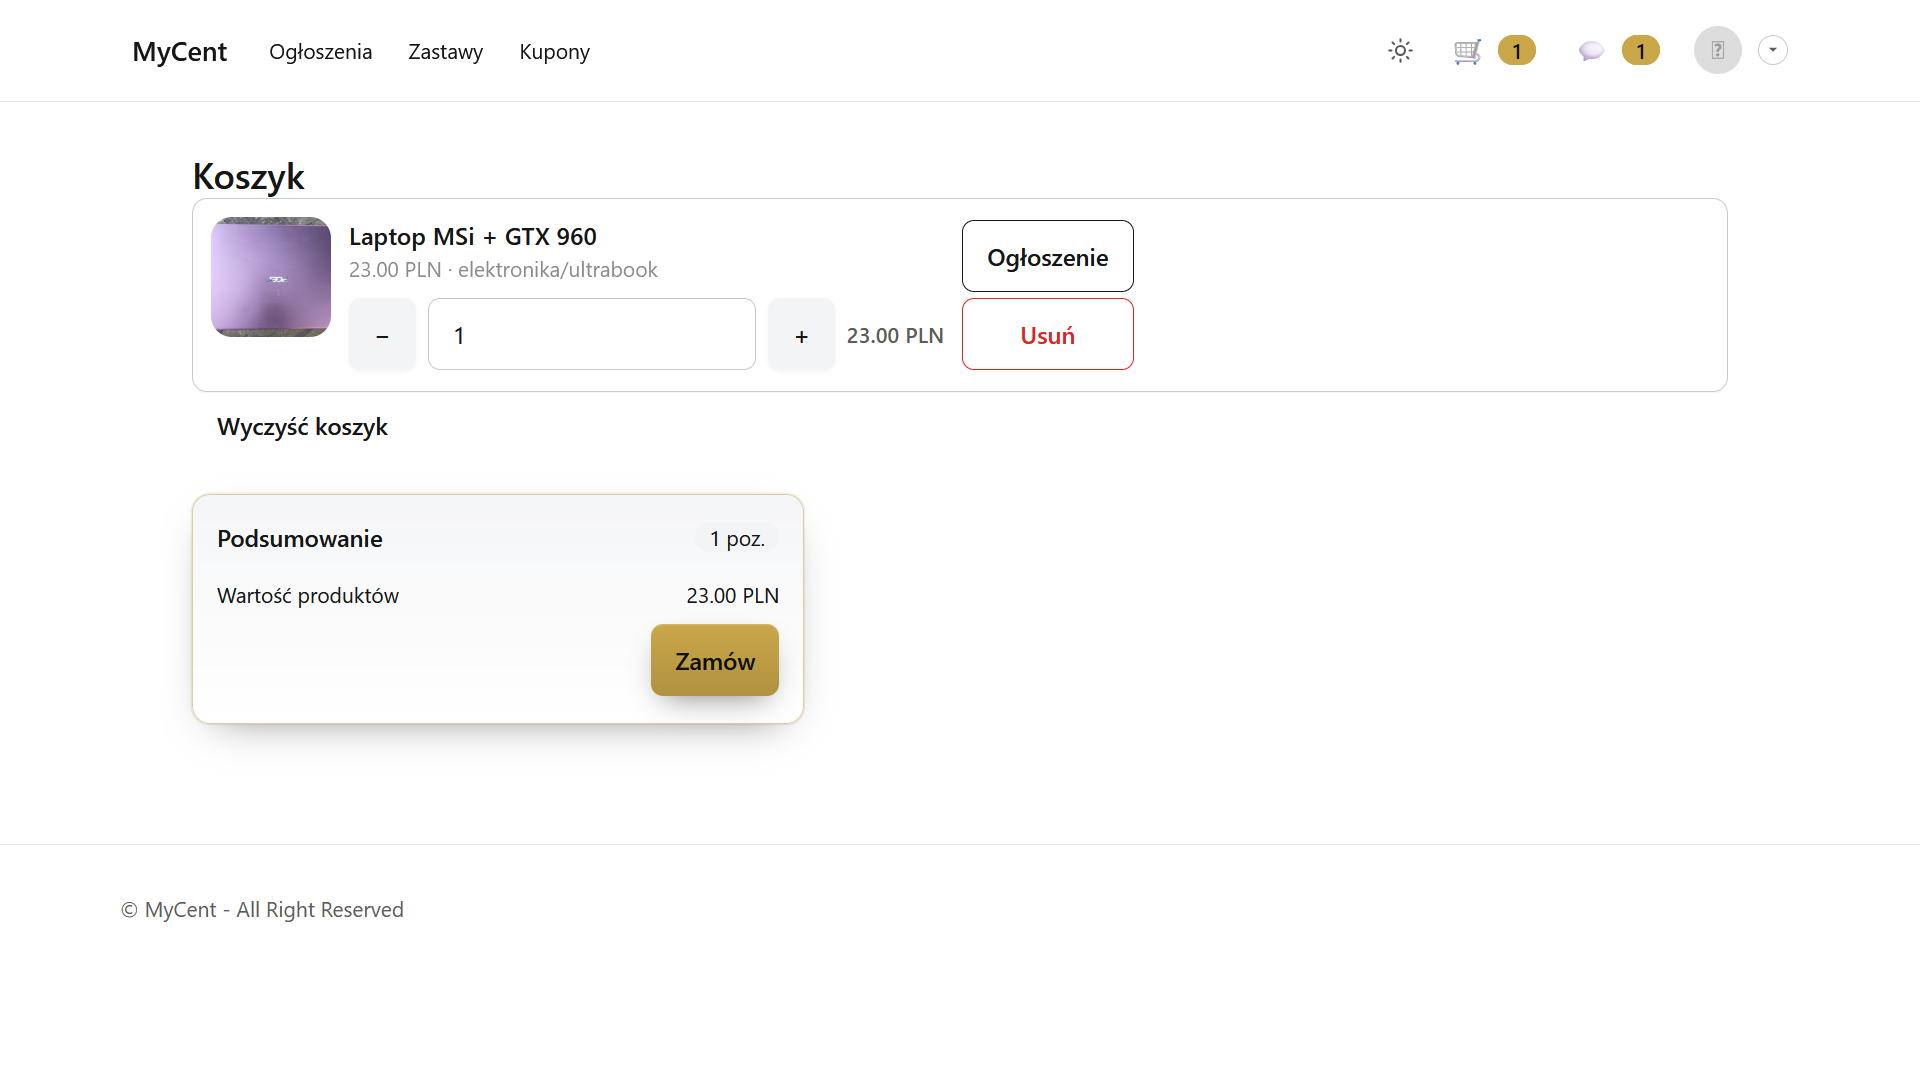 MyCent Ogłoszenia Zastawy Kupony 1 1
Koszyk
Laptop MSi + GTX 960
23.00 PLN · elektronika/ultrabook
Ogłoszenie
− 1 + 23.00 PLN
Usuń
Wyczyść koszyk
Podsumowanie 1 poz.
Wartość produktów 23.00 PLN
Zamów
© MyCent - All Right Reserved